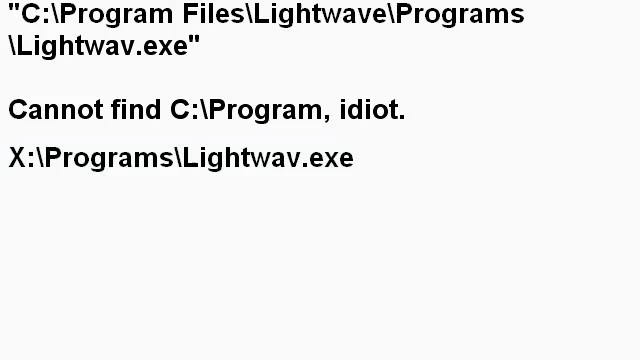 "C:\Program Files\Lightwave\Programs
\Lightwav.exe"
Cannot find C:\Program, idiot.
X:\Programs\Lightwav.exe